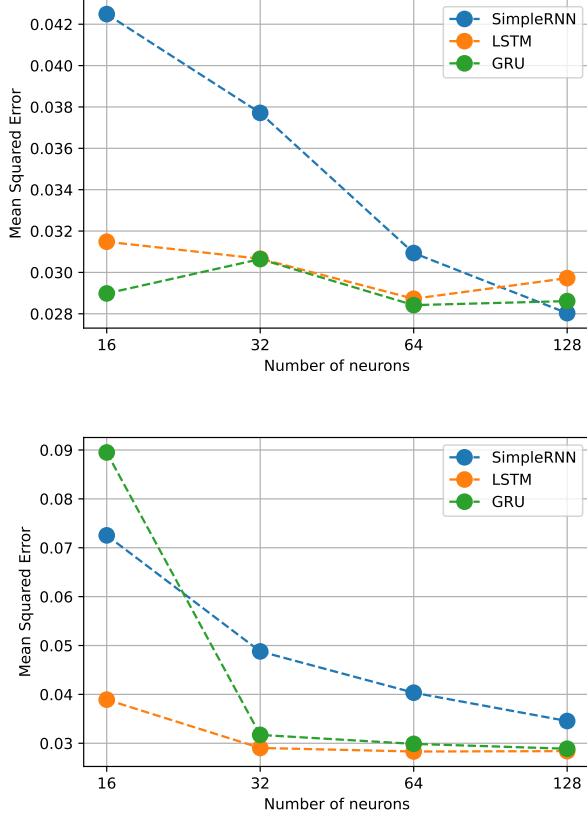 0.042
0.040
0.038
0.036
0.034
0.032
0.030
0.028
Mean Squared Error
SimpleRNN
LSTM
GRU
16 32 64 128
Number of neurons
0.09
0.08
0.07
0.06
0.05
0.04
0.03
Mean Squared Error
SimpleRNN
LSTM
GRU
16 32 64 128
Number of neurons